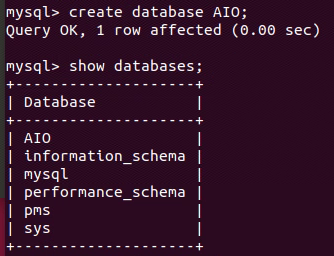 mysql> create database AIO;
Query OK, 1 row affected (0.00 sec)
mysql> show databases;
+--------------------+
| Database           |
+--------------------+
| AIO                |
| information_schema |
| mysql              |
| performance_schema |
| pms                |
| sys                |
+--------------------+